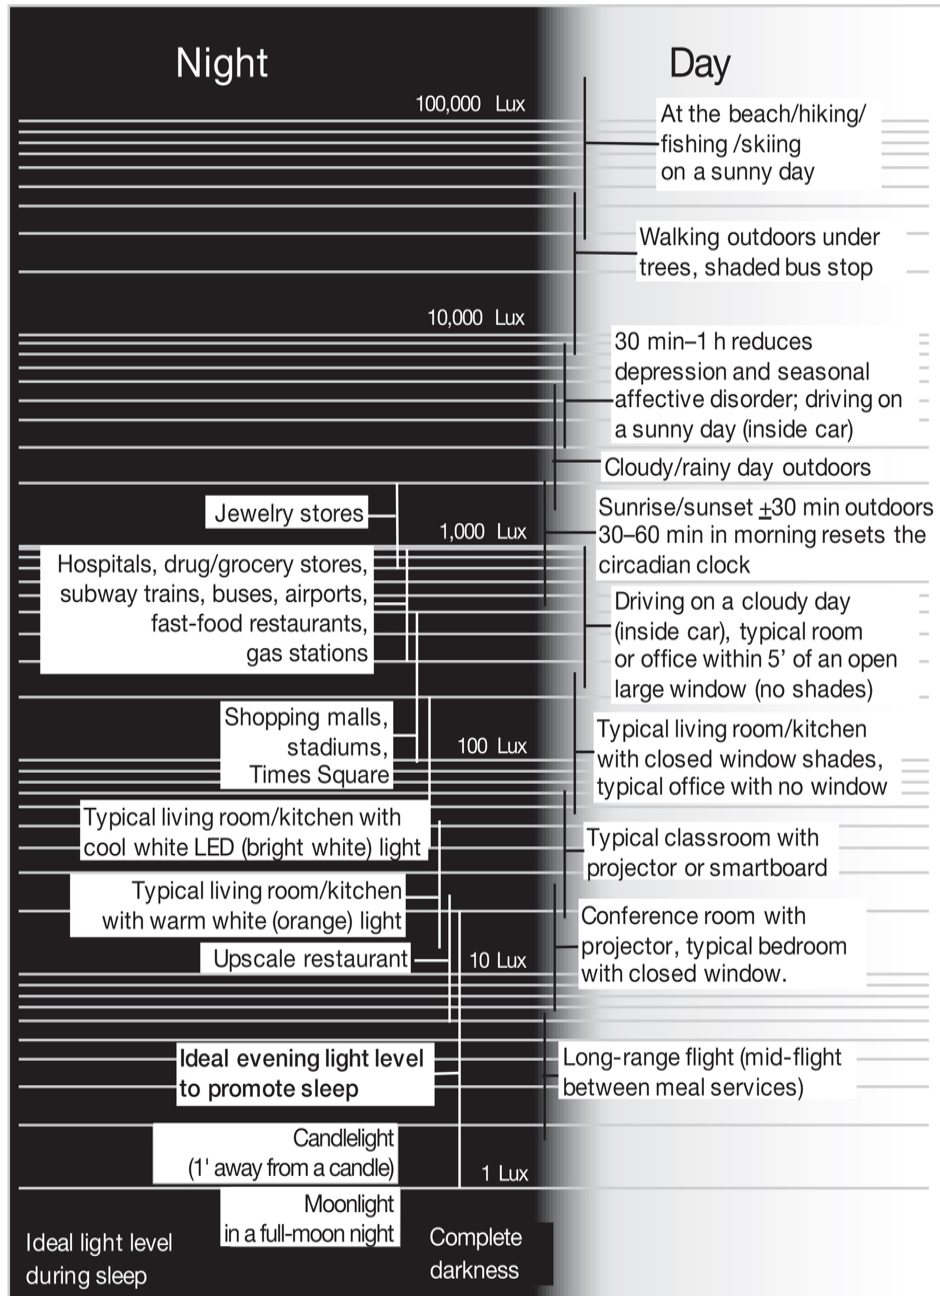 Night
Day
100,000 Lux
At the beach/hiking/
fishing /skiing
on a sunny day
Walking outdoors under
trees, shaded bus stop
10,000 Lux
30 min–1 h reduces
depression and seasonal
affective disorder; driving on
a sunny day (inside car)
Cloudy/rainy day outdoors
Jewelry stores
1,000 Lux
Sunrise/sunset ±30 min outdoors
30–60 min in morning resets the
circadian clock
Hospitals, drug/grocery stores,
subway trains, buses, airports,
fast-food restaurants,
gas stations
Driving on a cloudy day
(inside car), typical room
or office within 5’ of an open
large window (no shades)
Shopping malls,
stadiums,
Times Square
100 Lux
Typical living room/kitchen
with closed window shades,
typical office with no window
Typical living room/kitchen with
cool white LED (bright white) light
Typical classroom with
projector or smartboard
Typical living room/kitchen
with warm white (orange) light
Conference room with
projector, typical bedroom
with closed window.
Upscale restaurant
10 Lux
Ideal evening light level
to promote sleep
Long-range flight (mid-flight
between meal services)
Candlelight
(1' away from a candle)
1 Lux
Moonlight
in a full-moon night
Ideal light level
during sleep
Complete
darkness